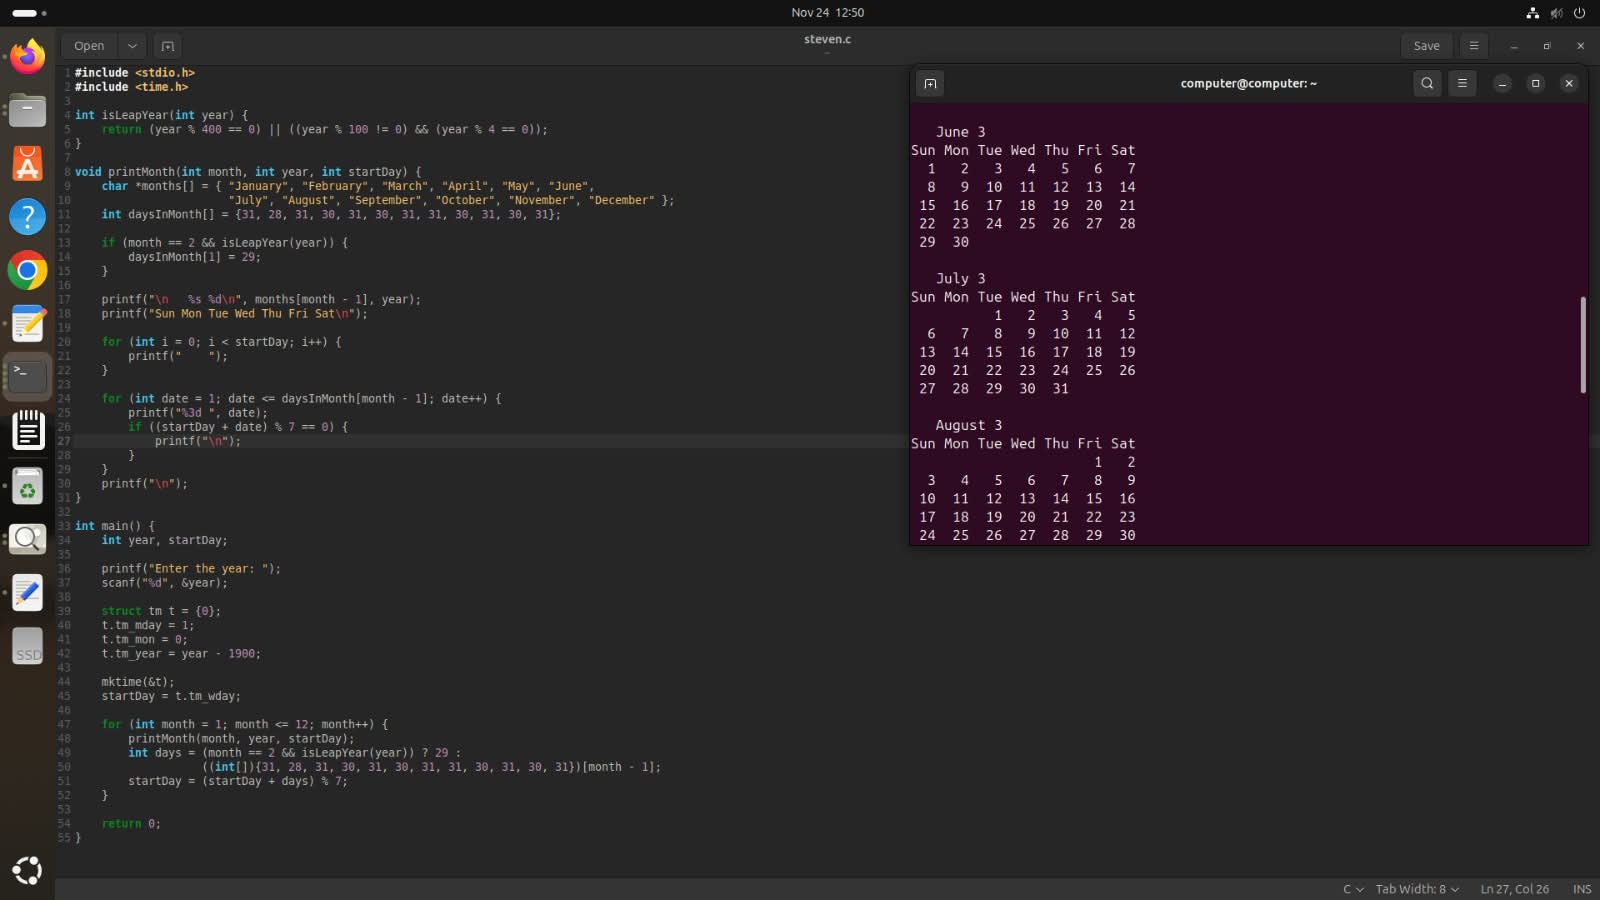 Nov 24 12:50
Open
steven.c
Save
1 #include <stdio.h>
2 #include <time.h>
3
4 int isLeapYear(int year) {
5     return (year % 400 == 0) || ((year % 100 != 0) && (year % 4 == 0));
6 }
7
8 void printMonth(int month, int year, int startDay) {
9     char *months[] = { "January", "February", "March", "April", "May", "June",
10                        "July", "August", "September", "October", "November", "December" };
11     int daysInMonth[] = {31, 28, 31, 30, 31, 30, 31, 31, 30, 31, 30, 31};
12
13     if (month == 2 && isLeapYear(year)) {
14         daysInMonth[1] = 29;
15     }
16
17     printf("\n   %s %d\n", months[month - 1], year);
18     printf("Sun Mon Tue Wed Thu Fri Sat\n");
19
20     for (int i = 0; i < startDay; i++) {
21         printf("    ");
22     }
23
24     for (int date = 1; date <= daysInMonth[month - 1]; date++) {
25         printf("%3d ", date);
26         if ((startDay + date) % 7 == 0) {
27             printf("\n");
28         }
29     }
30     printf("\n");
31 }
32
33 int main() {
34     int year, startDay;
35
36     printf("Enter the year: ");
37     scanf("%d", &year);
38
39     struct tm t = {0};
40     t.tm_mday = 1;
41     t.tm_mon = 0;
42     t.tm_year = year - 1900;
43
44     mktime(&t);
45     startDay = t.tm_wday;
46
47     for (int month = 1; month <= 12; month++) {
48         printMonth(month, year, startDay);
49         int days = (month == 2 && isLeapYear(year)) ? 29 :
50                    ((int[]){31, 28, 31, 30, 31, 30, 31, 31, 30, 31, 30, 31})[month - 1];
51         startDay = (startDay + days) % 7;
52     }
53
54     return 0;
55 }
computer@computer: ~
June 3
Sun Mon Tue Wed Thu Fri Sat
1 2 3 4 5 6 7
8 9 10 11 12 13 14
15 16 17 18 19 20 21
22 23 24 25 26 27 28
29 30
July 3
Sun Mon Tue Wed Thu Fri Sat
1 2 3 4 5
6 7 8 9 10 11 12
13 14 15 16 17 18 19
20 21 22 23 24 25 26
27 28 29 30 31
August 3
Sun Mon Tue Wed Thu Fri Sat
1 2
3 4 5 6 7 8 9
10 11 12 13 14 15 16
17 18 19 20 21 22 23
24 25 26 27 28 29 30
SSD
C
Tab Width: 8
Ln 27, Col 26
INS